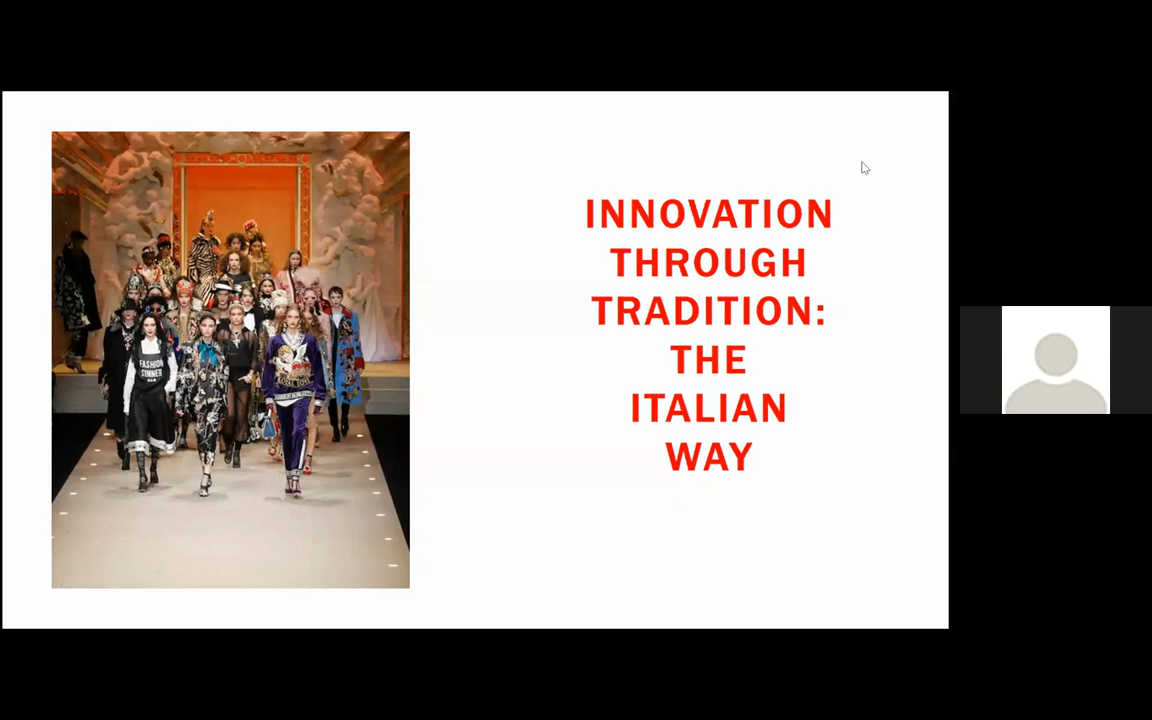 INNOVATION
THROUGH
TRADITION:
THE
ITALIAN
WAY
FASHION
SINNER